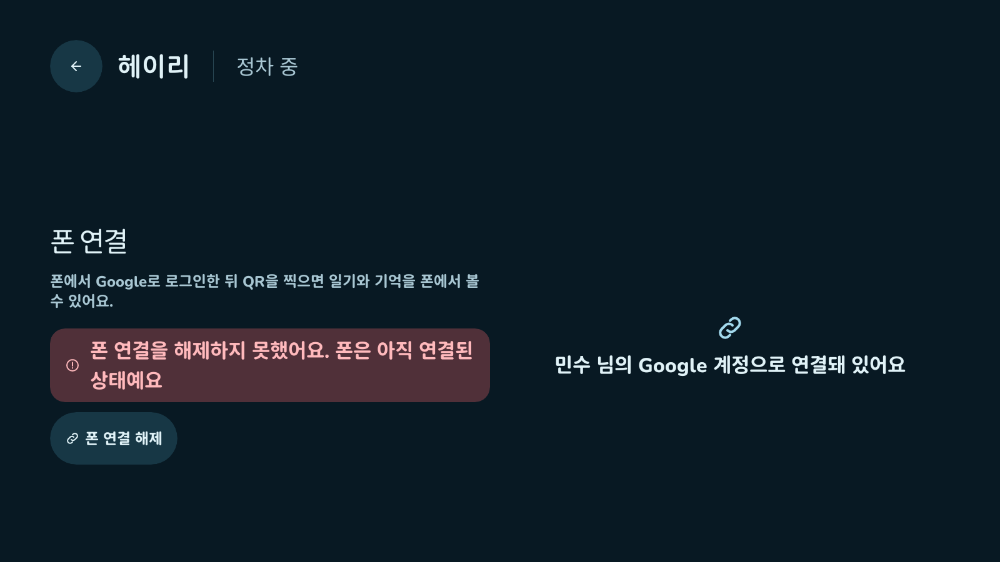 헤이리
정차 중
폰 연결
폰에서 Google로 로그인한 뒤 QR을 찍으면 일기와 기억을 폰에서 볼
수 있어요.
폰 연결을 해제하지 못했어요. 폰은 아직 연결된
상태예요
폰 연결 해제
민수 님의 Google 계정으로 연결돼 있어요